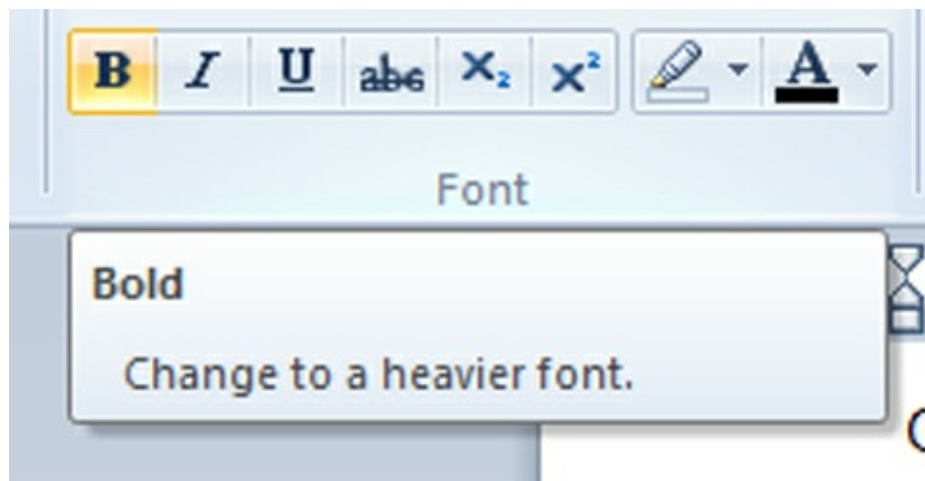 B I U abc X₂ X² A
Font
Bold
Change to a heavier font.